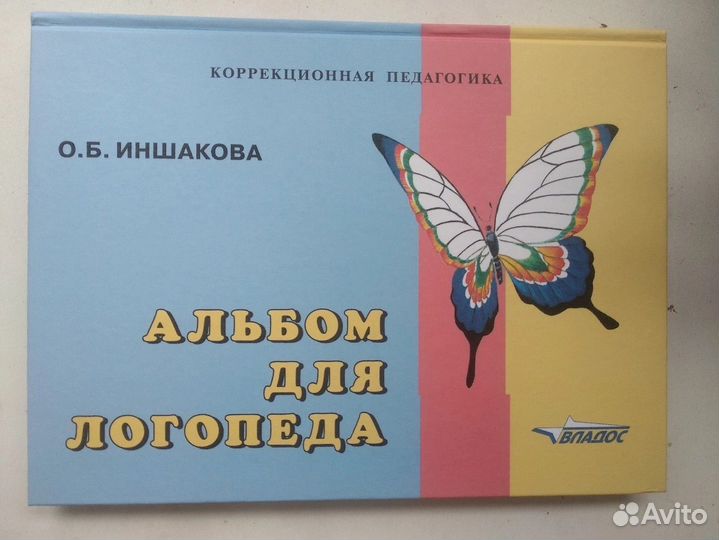 КОРРЕКЦИОННАЯ ПЕДАГОГИКА
О.Б. ИНШАКОВА
АЛЬБОМ
ДЛЯ
ЛОГОПЕДА
ВЛАДОС
Avito